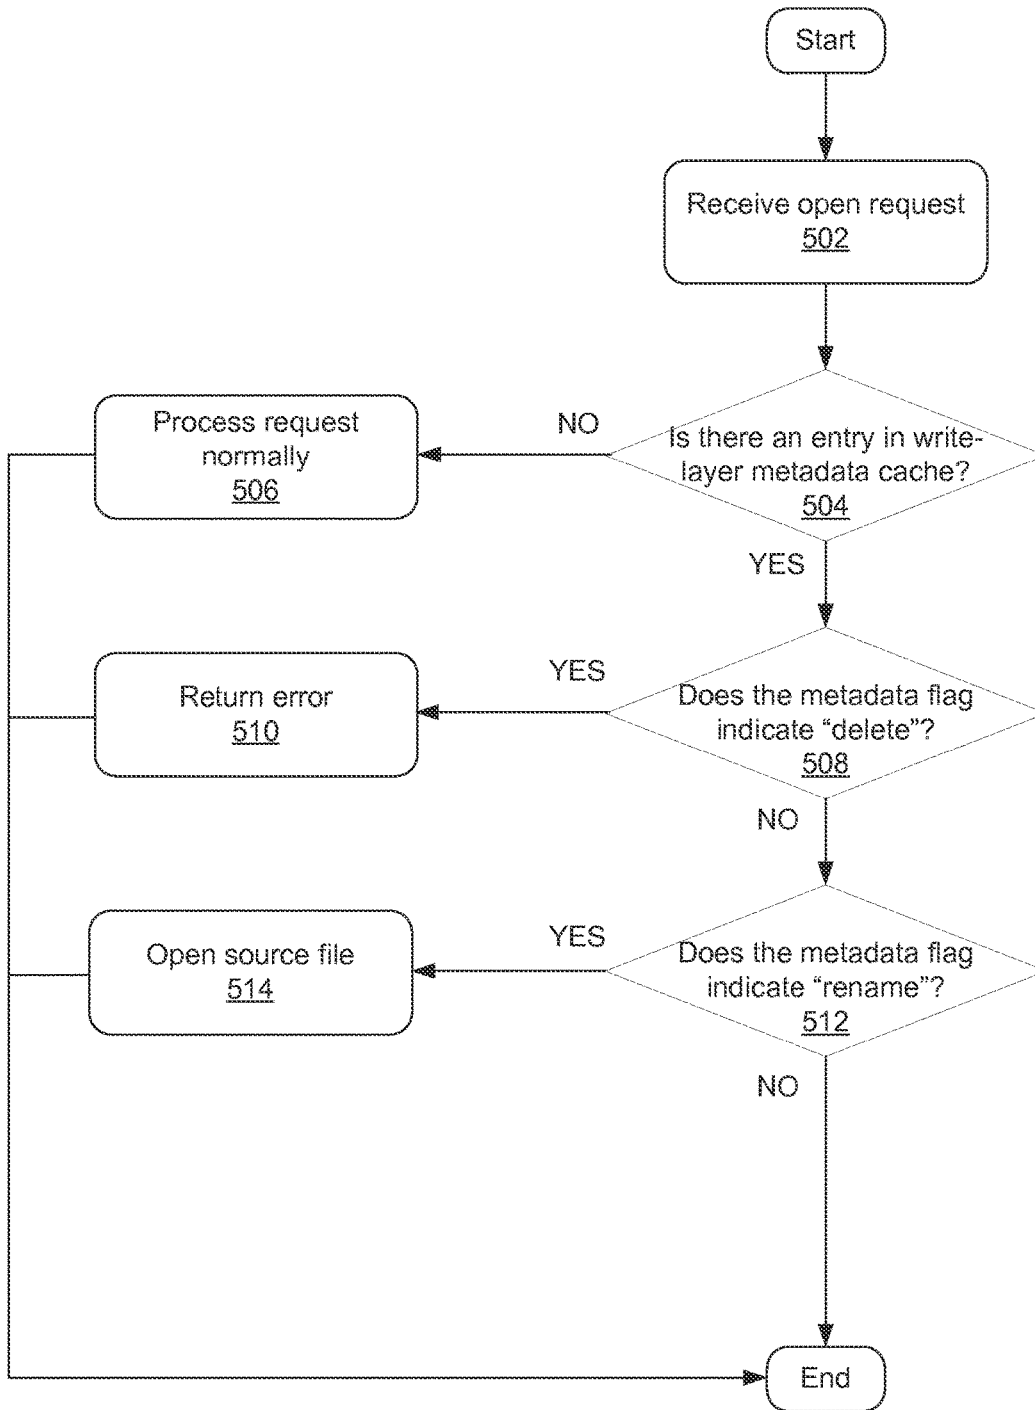 Start
Receive open request
502
Process request
normally
506
NO
Is there an entry in write-
layer metadata cache?
504
YES
Return error
510
YES
Does the metadata flag
indicate “delete”?
508
NO
Open source file
514
YES
Does the metadata flag
indicate “rename”?
512
NO
End